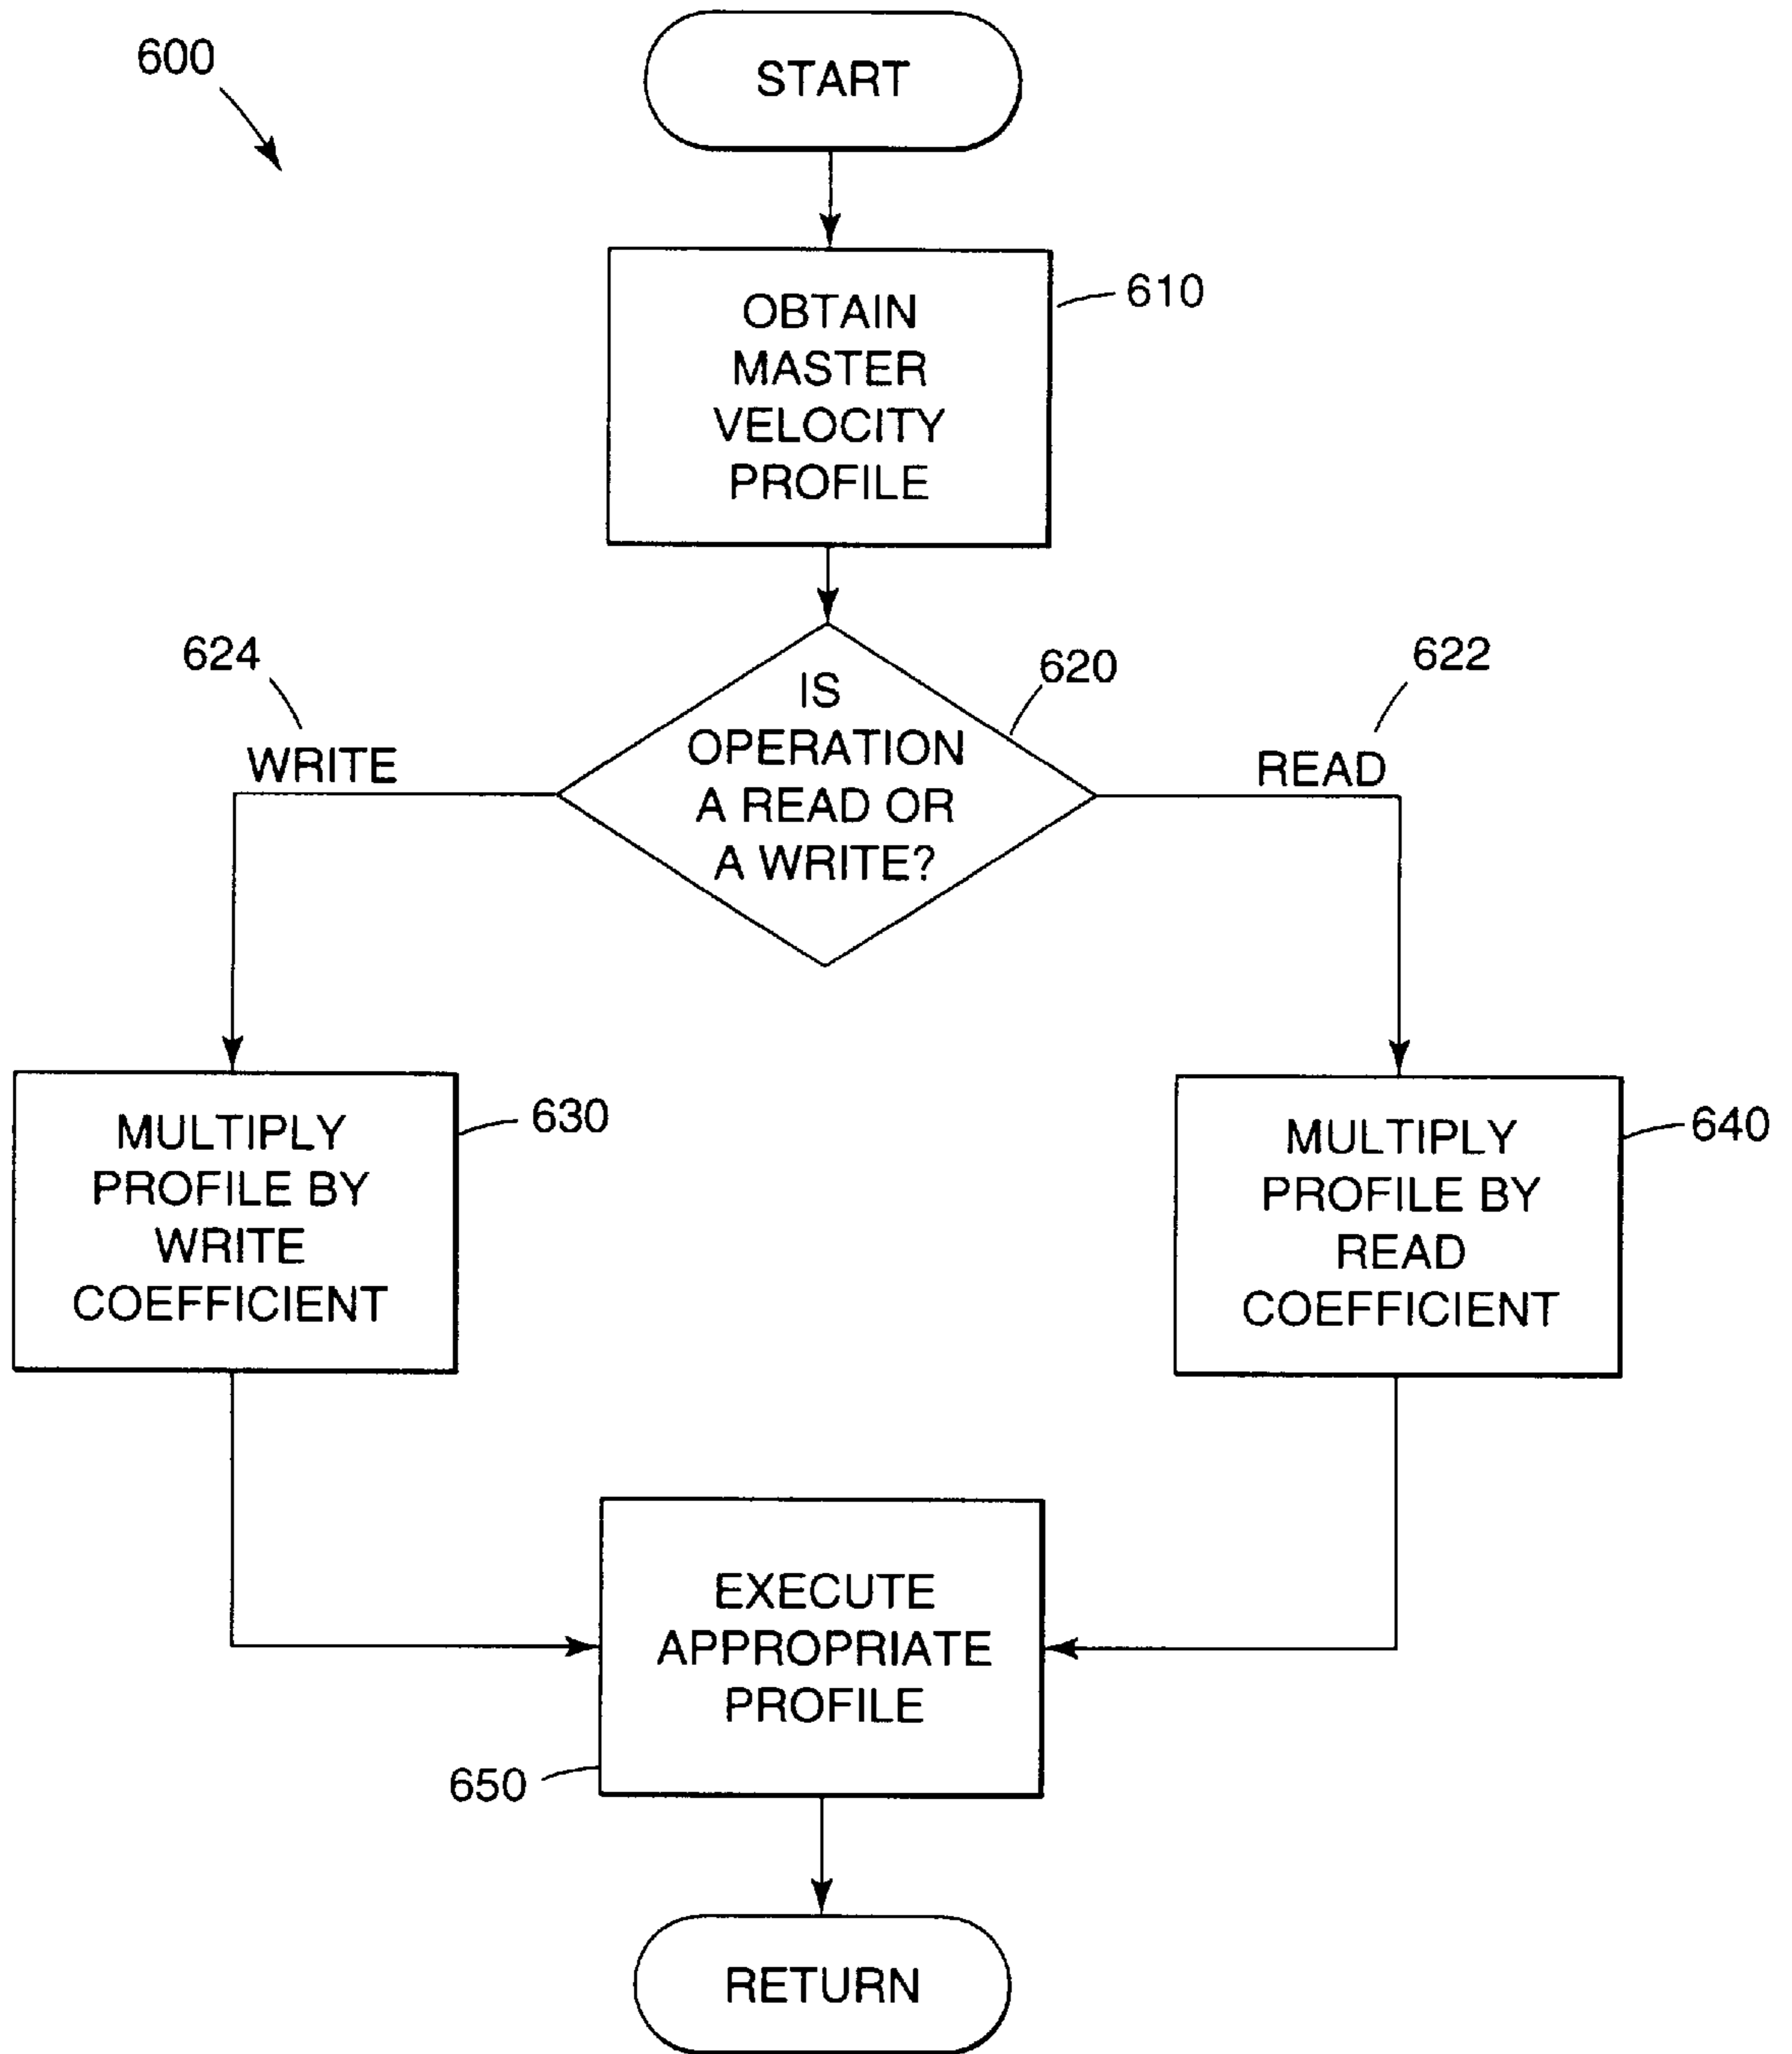 600
START
OBTAIN
MASTER
VELOCITY
PROFILE
610
624
WRITE
IS
OPERATION
A READ OR
A WRITE?
620
622
READ
MULTIPLY
PROFILE BY
WRITE
COEFFICIENT
630
MULTIPLY
PROFILE BY
READ
COEFFICIENT
640
EXECUTE
APPROPRIATE
PROFILE
650
RETURN